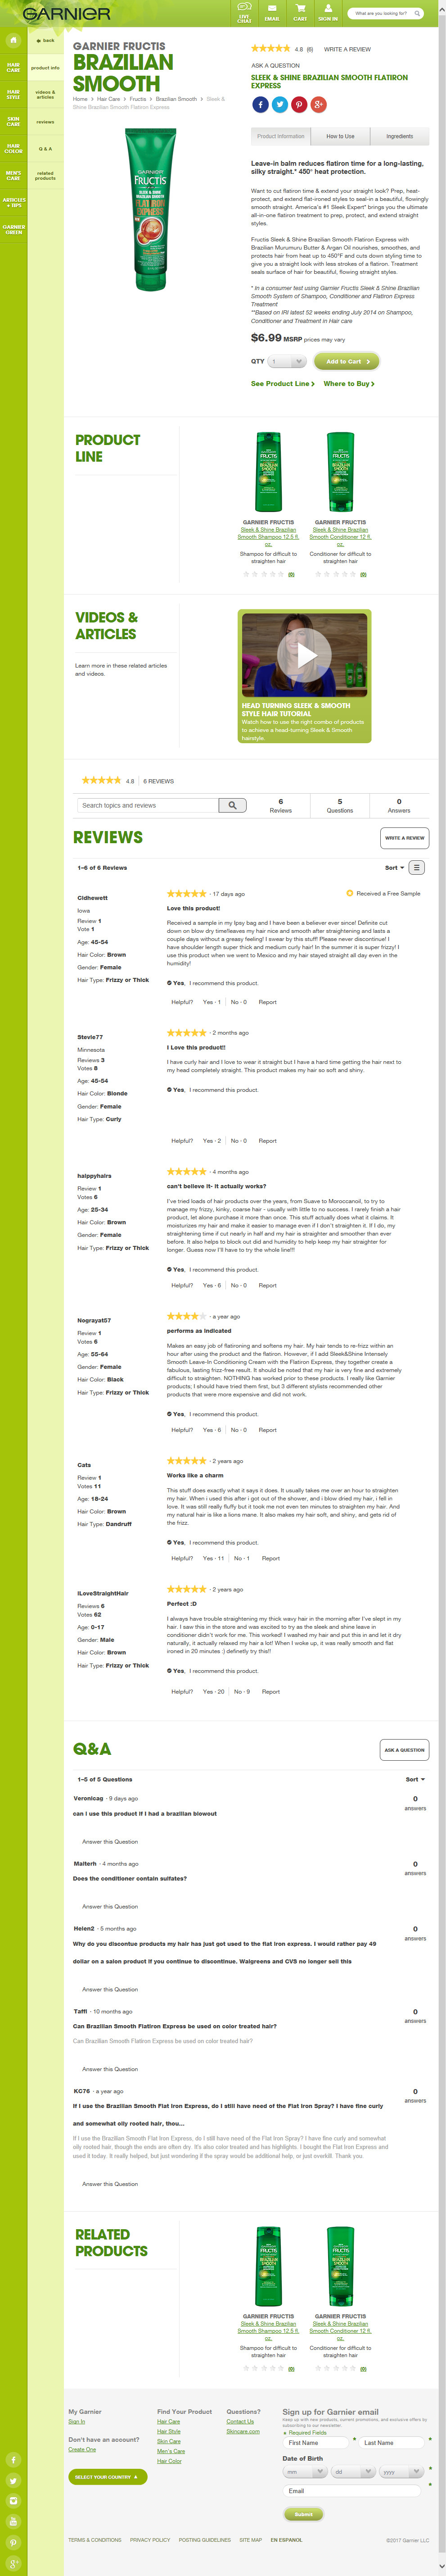 GARNIER
LIVE CHAT
EMAIL
CART
SIGN IN
What are you looking for?
HAIR CARE
HAIR STYLE
SKIN CARE
HAIR COLOR
MEN'S CARE
ARTICLES + TIPS
GARNIER GREEN
back
product info
videos & articles
reviews
Q & A
related products
GARNIER FRUCTIS
BRAZILIAN
SMOOTH
Home > Hair Care > Fructis > Brazilian Smooth > Sleek &
Shine Brazilian Smooth Flatiron Express
4.8 (6) WRITE A REVIEW
ASK A QUESTION
SLEEK & SHINE BRAZILIAN SMOOTH FLATIRON
EXPRESS
Product Information
How to Use
Ingredients
Leave-in balm reduces flatiron time for a long-lasting,
silky straight.* 450° heat protection.
Want to cut flatiron time & extend your straight look? Prep, heat-
protect, and extend flat-ironed styles to seal-in a beautiful, flowing
smooth straight. America's #1 Sleek Expert** brings you the ultimate
all-in-one flatiron treatment to prep, protect, and extend straight
styles.
Fructis Sleek & Shine Brazilian Smooth Flatiron Express with
Brazilian Murumuru Butter & Argan Oil nourishes, smoothes, and
protects hair from heat up to 450°F and cuts down styling time to
give you a straight look with less strokes of a flatiron. Treatment
seals surface of hair for beautiful, flowing straight styles.
* In a consumer test using Garnier Fructis Sleek & Shine Brazilian
Smooth System of Shampoo, Conditioner and Flatiron Express
Treatment
**Based on IRI latest 52 weeks ending July 2014 on Shampoo,
Conditioner and Treatment in Hair care
$6.99 MSRP prices may vary
QTY 1 Add to Cart
See Product Line Where to Buy
PRODUCT
LINE
GARNIER FRUCTIS
Sleek & Shine Brazilian
Smooth Shampoo 12.5 fl.
oz.
Shampoo for difficult to
straighten hair
(0)
GARNIER FRUCTIS
Sleek & Shine Brazilian
Smooth Conditioner 12 fl.
oz.
Conditioner for difficult to
straighten hair
(0)
VIDEOS &
ARTICLES
Learn more in these related articles
and videos.
HEAD TURNING SLEEK & SMOOTH
STYLE HAIR TUTORIAL
Watch how to use the right combo of products
to achieve a head-turning Sleek & Smooth
hairstyle.
4.8 6 REVIEWS
Search topics and reviews
6 Reviews
5 Questions
0 Answers
REVIEWS
WRITE A REVIEW
1–6 of 6 Reviews
Sort
Cldhewett
Iowa
Review 1
Vote 1
Age: 45-54
Hair Color: Brown
Gender: Female
Hair Type: Frizzy or Thick
· 17 days ago
Received a Free Sample
Love this product!
Received a sample in my Ipsy bag and I have been a believer ever since! Definite cut
down on blow dry time!leaves my hair nice and smooth after straightening and lasts a
couple days without a greasy feeling! I swear by this stuff! Please never discontinue! I
have shoulder length super dark super thick curly hair! In the summer it is super frizzy! I
use this product when we went to Mexico and my hair stayed straight all day even in the
humidity!
Yes, I recommend this product.
Helpful? Yes · 1 No · 0 Report
Stevie77
Minnesota
Reviews 3
Votes 8
Age: 45-54
Hair Color: Blonde
Gender: Female
Hair Type: Curly
· 2 months ago
I Love this product!!
I have curly hair and I love to wear it straight but I have a hard time getting the hair next to
my head completely straight. This product makes my hair so soft and shiny.
Yes, I recommend this product.
Helpful? Yes · 2 No · 0 Report
haippyhairs
Review 1
Votes 6
Age: 25-34
Hair Color: Brown
Gender: Female
Hair Type: Frizzy or Thick
· 4 months ago
can't believe it- it actually works?
I've tried loads of hair products over the years, from Suave to Moroccanoil, to try to
manage my frizzy, kinky, coarse hair - usually with little to no success. I rarely finish a
hair product, let alone purchase it more than once. This stuff actually does what it claims. It
moisturizes my hair and makes it easier to manage even if I don't straighten it. If I do, my
straightening time if cut nearly in half and my hair is straighter and smoother than ever
before. It also helps to block out old humidity to help keep my hair straighter for
longer. Guess now I'll have to try the whole line!!!
Yes, I recommend this product.
Helpful? Yes · 6 No · 0 Report
Nograyat57
Review 1
Votes 6
Age: 55-64
Gender: Female
Hair Color: Black
Hair Type: Frizzy or Thick
· a year ago
performs as indicated
Makes an easy job of flationing and softens my hair. My hair tends to re-frizz within an
hour after the product and the flatiron. However, if I add Sleek&Shine Intensely
Smooth Leave-In Conditioning Cream with the Flatiron Express, they together create a
fabulous, lasting frizz-free result. It should be noted that my hair is very fine and extremely
difficult to straighten. NOTHING has worked prior to these products. I really like Garnier
products; I should have tried them first, but 3 different stylists recommended other
products that were more expensive and did not work.
Yes, I recommend this product.
Helpful? Yes · 6 No · 0 Report
Cats
Review 1
Votes 11
Age: 18-24
Hair Color: Brown
Hair Type: Dandruff
· 2 years ago
Works like a charm
This stuff does exactly what it says it does. It usually takes me over an hour to straighten
my hair. When i used this after i got out of the shower, and i blow dried my hair, i fell in
love. It was still really fluffy but it took me not even ten minutes to straighten my hair. And
my natural hair is like a lions mane. It also makes my hair soft, and shiny, and gets rid of
the frizz.
Yes, I recommend this product.
Helpful? Yes · 11 No · 1 Report
ILoveStraightHair
Reviews 6
Votes 62
Age: 0-17
Gender: Male
Hair Color: Brown
Hair Type: Frizzy or Thick
· 2 years ago
Perfect :D
I always have trouble straightening my thick wavy hair in the morning after I've slept in my
hair. I saw this in the store and was excited to try it since the sleek and shine leave in
conditioner didn't work for me. This stuff is great! I washed my hair and put this in and let it dry
naturally, it actually relaxed my hair a lot! When I woke up, it was really smooth and flat
ironed in 20 minutes :) definetly try this!!
Yes, I recommend this product.
Helpful? Yes · 20 No · 9 Report
Q&A
ASK A QUESTION
1–5 of 5 Questions
Sort
Veronicag · 9 days ago
can I use this product if I had a brazilian blowout
0 answers
Answer this Question
Maiterh · 4 months ago
Does the conditioner contain sulfates?
0 answers
Answer this Question
Helen2 · 5 months ago
Why do you discontue products my hair has just got used to the flat iron express. I would rather pay 49
dollar on a salon product if you continue to discontinue. Walgreens and CVS no longer sell this
0 answers
Answer this Question
Taffi · 10 months ago
Can Brazilian Smooth Flatiron Express be used on color treated hair?
Can Brazilian Smooth Flatiron Express be used on color treated hair?
0 answers
Answer this Question
KC76 · a year ago
If I use the Brazilian Smooth Flat Iron Express, do I still have need of the Flat Iron Spray? I have fine curly
and somewhat oily rooted hair, thou...
If I use the Brazilian Smooth Flat Iron Express, do I still have need of the Flat Iron Spray? I have fine curly and somewhat
oily rooted hair, though the ends are often dry. It's also color treated and has highlights. I bought the Flat Iron Express and
used it today. It really helped, but just wondering if the spray would be additional help, or just overkill. Thank you.
0 answers
Answer this Question
RELATED
PRODUCTS
GARNIER FRUCTIS
Sleek & Shine Brazilian
Smooth Shampoo 12.5 fl.
oz.
Shampoo for difficult to
straighten hair
(0)
GARNIER FRUCTIS
Sleek & Shine Brazilian
Smooth Conditioner 12 fl.
oz.
Conditioner for difficult to
straighten hair
(0)
My Garnier
Sign In
Don't have an account?
Create One
SELECT YOUR COUNTRY
Find Your Product
Hair Care
Hair Style
Skin Care
Men's Care
Hair Color
Questions?
Contact Us
Skincare.com
Sign up for Garnier email
Keep up with new products, current promotions, and exclusive offers by
subscribing to our newsletter.
* Required Fields
First Name * Last Name *
Date of Birth
mm dd yyyy *
Email *
Submit
TERMS & CONDITIONS PRIVACY POLICY POSTING GUIDELINES SITE MAP EN ESPANOL
©2017 Garnier LLC